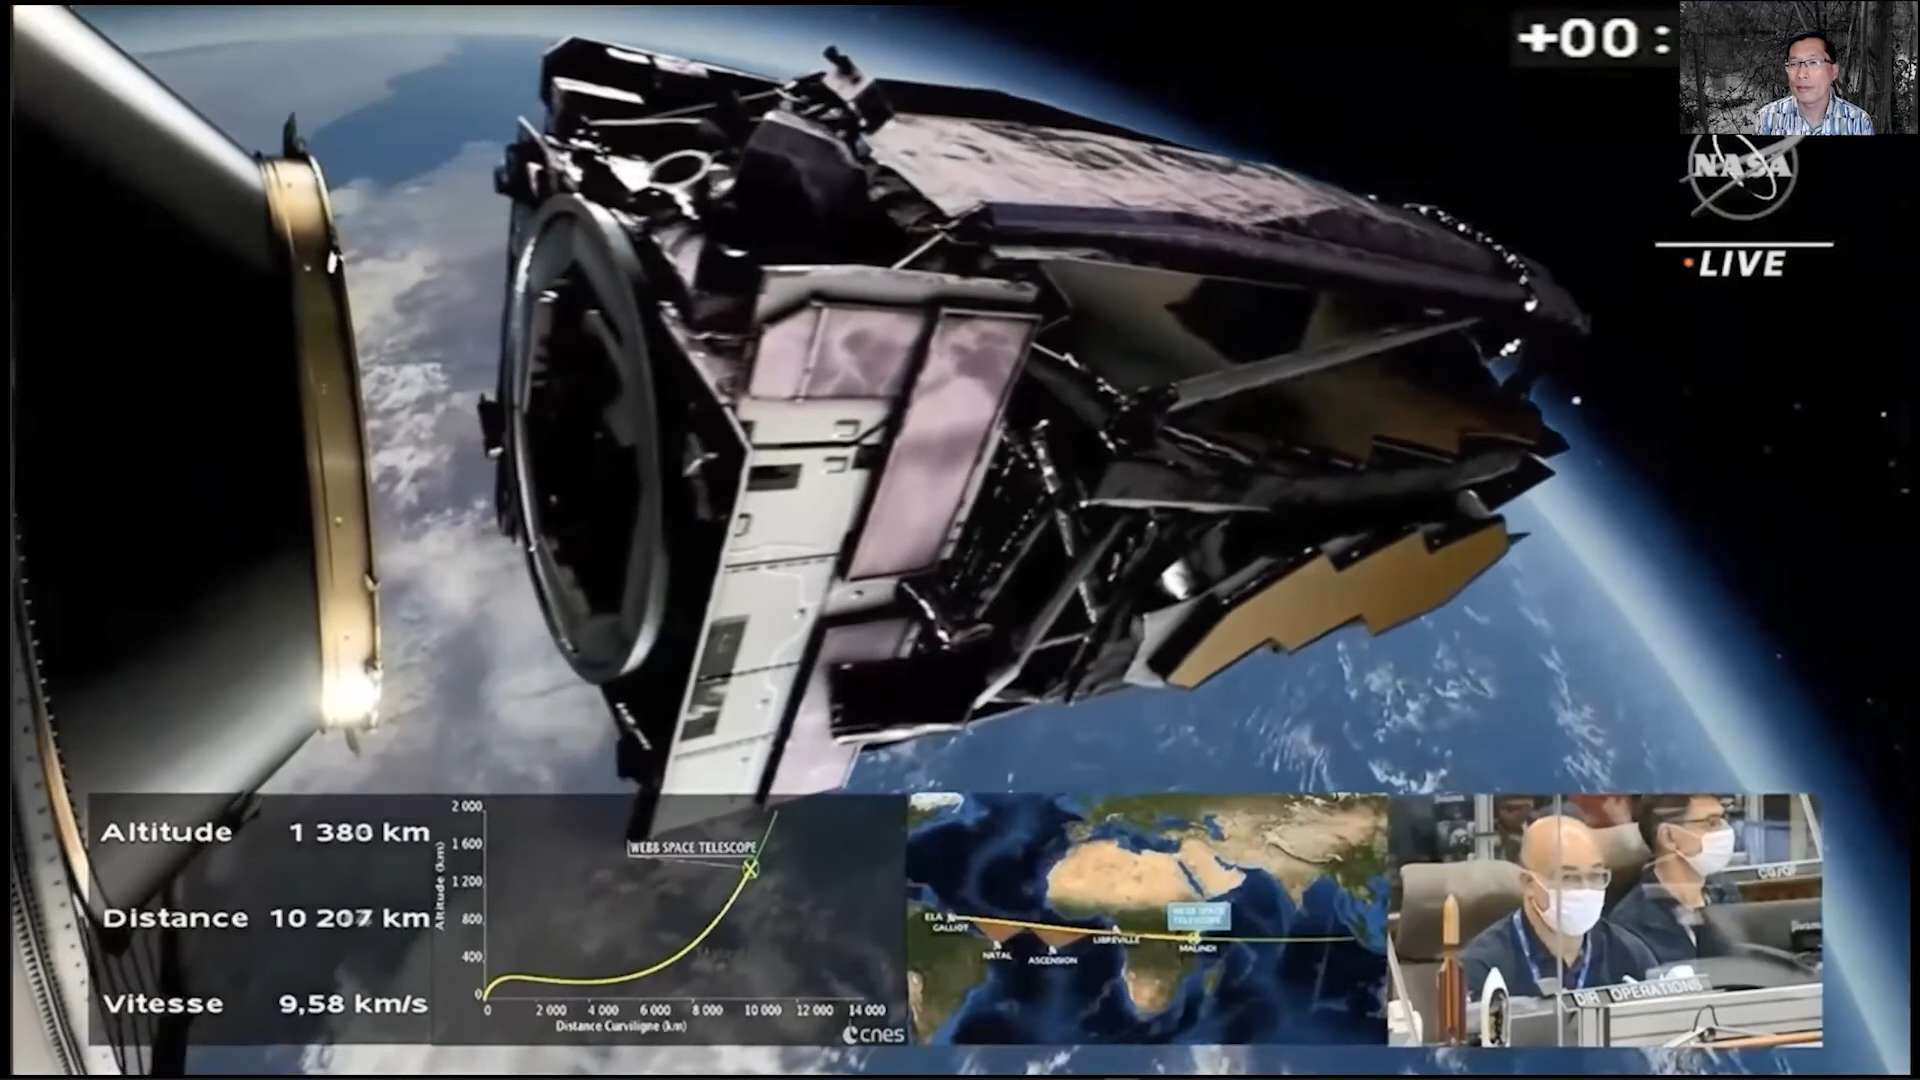 +00:
NASA
LIVE
Altitude 1 380 km
Distance 10 207 km
Vitesse 9,58 km/s
Altitude (km)
2 000
1 600
1 200
800
400
0
WEBB SPACE TELESCOPE
0 2 000 4 000 6 000 8 000 10 000 12 000 14 000
Distance Curviligne (km)
cnes
ELA
GALLIOT
NATAL
ASCENSION
LIBREVILLE
WEBB SPACE
TELESCOPE
MALINDI
DIR OPERATIONS